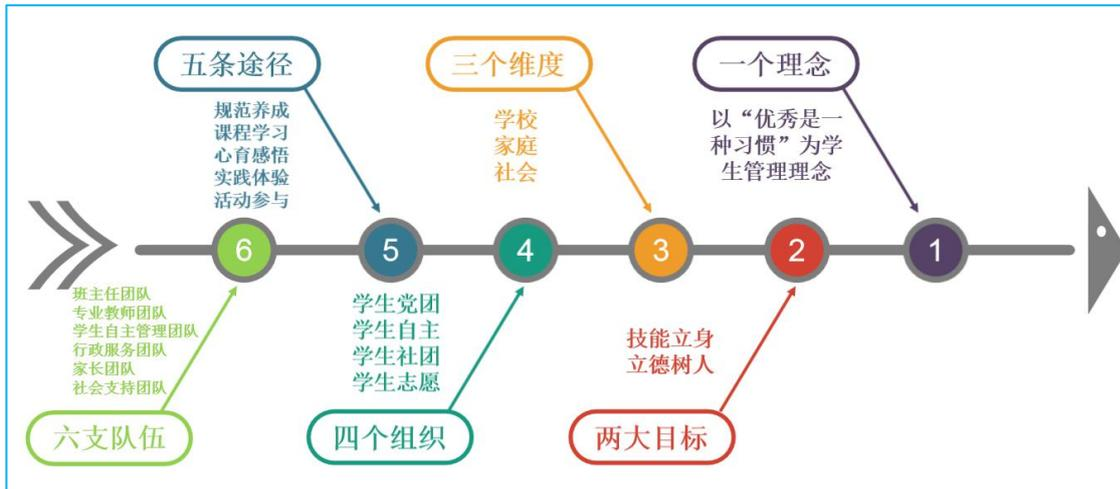 五条途径
三个维度
一个理念
规范养成
课程学习
心育感悟
实践体验
活动参与
学校
家庭
社会
以“优秀是一
种习惯”为学
生管理理念
6
5
4
3
2
1
班主任团队
专业教师团队
学生自主管理团队
行政服务团队
家长团队
社会支持团队
学生党团
学生自主
学生社团
学生志愿
技能立身
立德树人
六支队伍
四个组织
两大目标